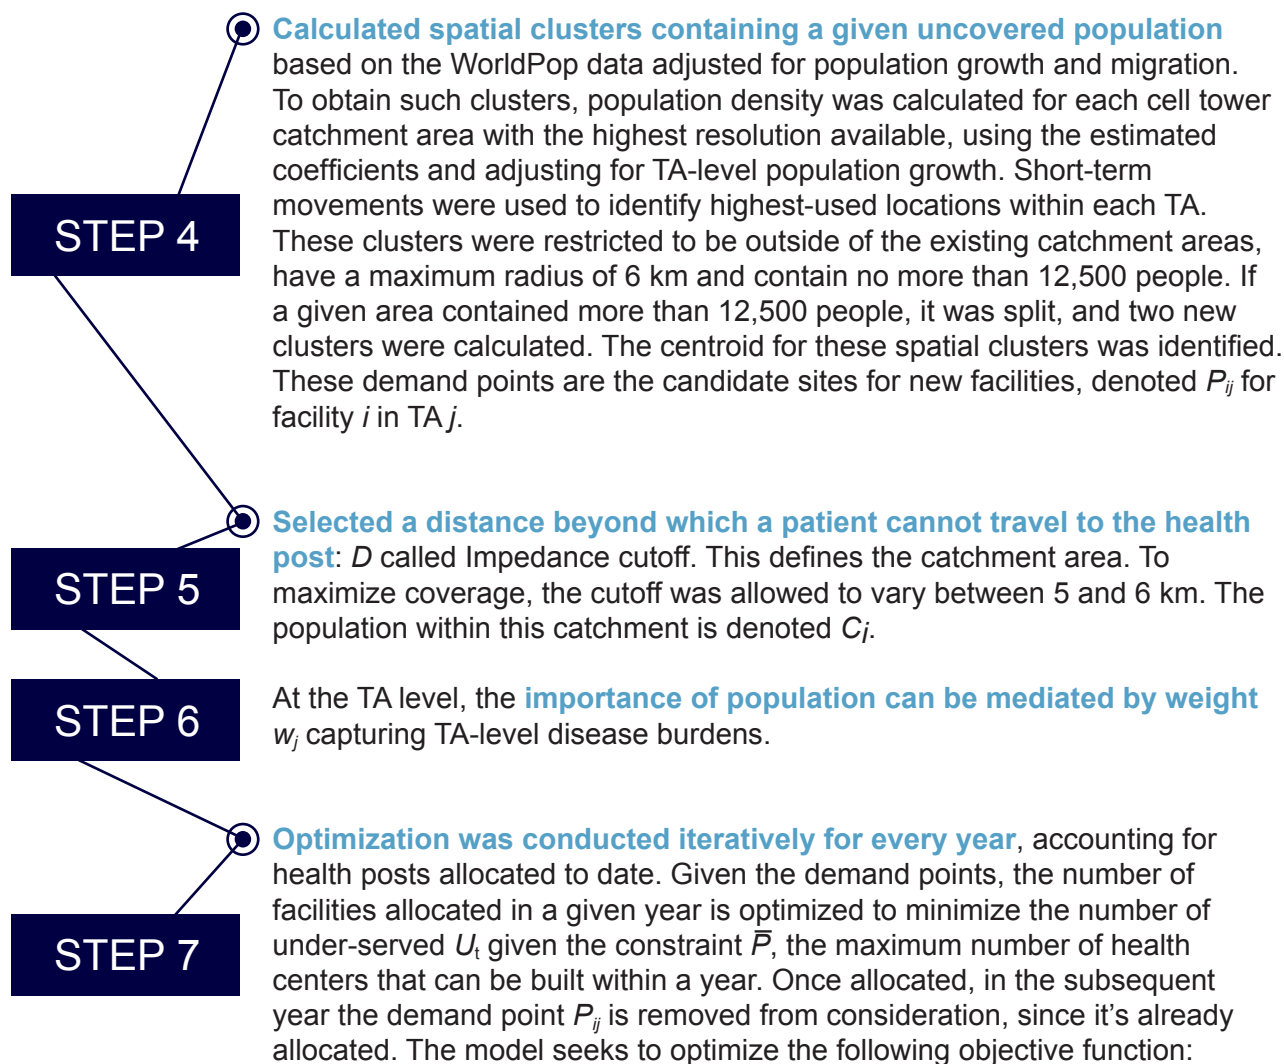 Calculated spatial clusters containing a given uncovered population
based on the WorldPop data adjusted for population growth and migration.
To obtain such clusters, population density was calculated for each cell tower
catchment area with the highest resolution available, using the estimated
coefficients and adjusting for TA-level population growth. Short-term
movements were used to identify highest-used locations within each TA.
These clusters were restricted to be outside of the existing catchment areas,
have a maximum radius of 6 km and contain no more than 12,500 people. If
a given area contained more than 12,500 people, it was split, and two new
clusters were calculated. The centroid for these spatial clusters was identified.
These demand points are the candidate sites for new facilities, denoted Pij for
facility i in TA j.
STEP 4
Selected a distance beyond which a patient cannot travel to the health
post: D called Impedance cutoff. This defines the catchment area. To
maximize coverage, the cutoff was allowed to vary between 5 and 6 km. The
population within this catchment is denoted Ci.
STEP 5
At the TA level, the importance of population can be mediated by weight
wj capturing TA-level disease burdens.
STEP 6
Optimization was conducted iteratively for every year, accounting for
health posts allocated to date. Given the demand points, the number of
facilities allocated in a given year is optimized to minimize the number of
under-served Ut given the constraint P̅, the maximum number of health
centers that can be built within a year. Once allocated, in the subsequent
year the demand point Pij is removed from consideration, since it's already
allocated. The model seeks to optimize the following objective function:
STEP 7